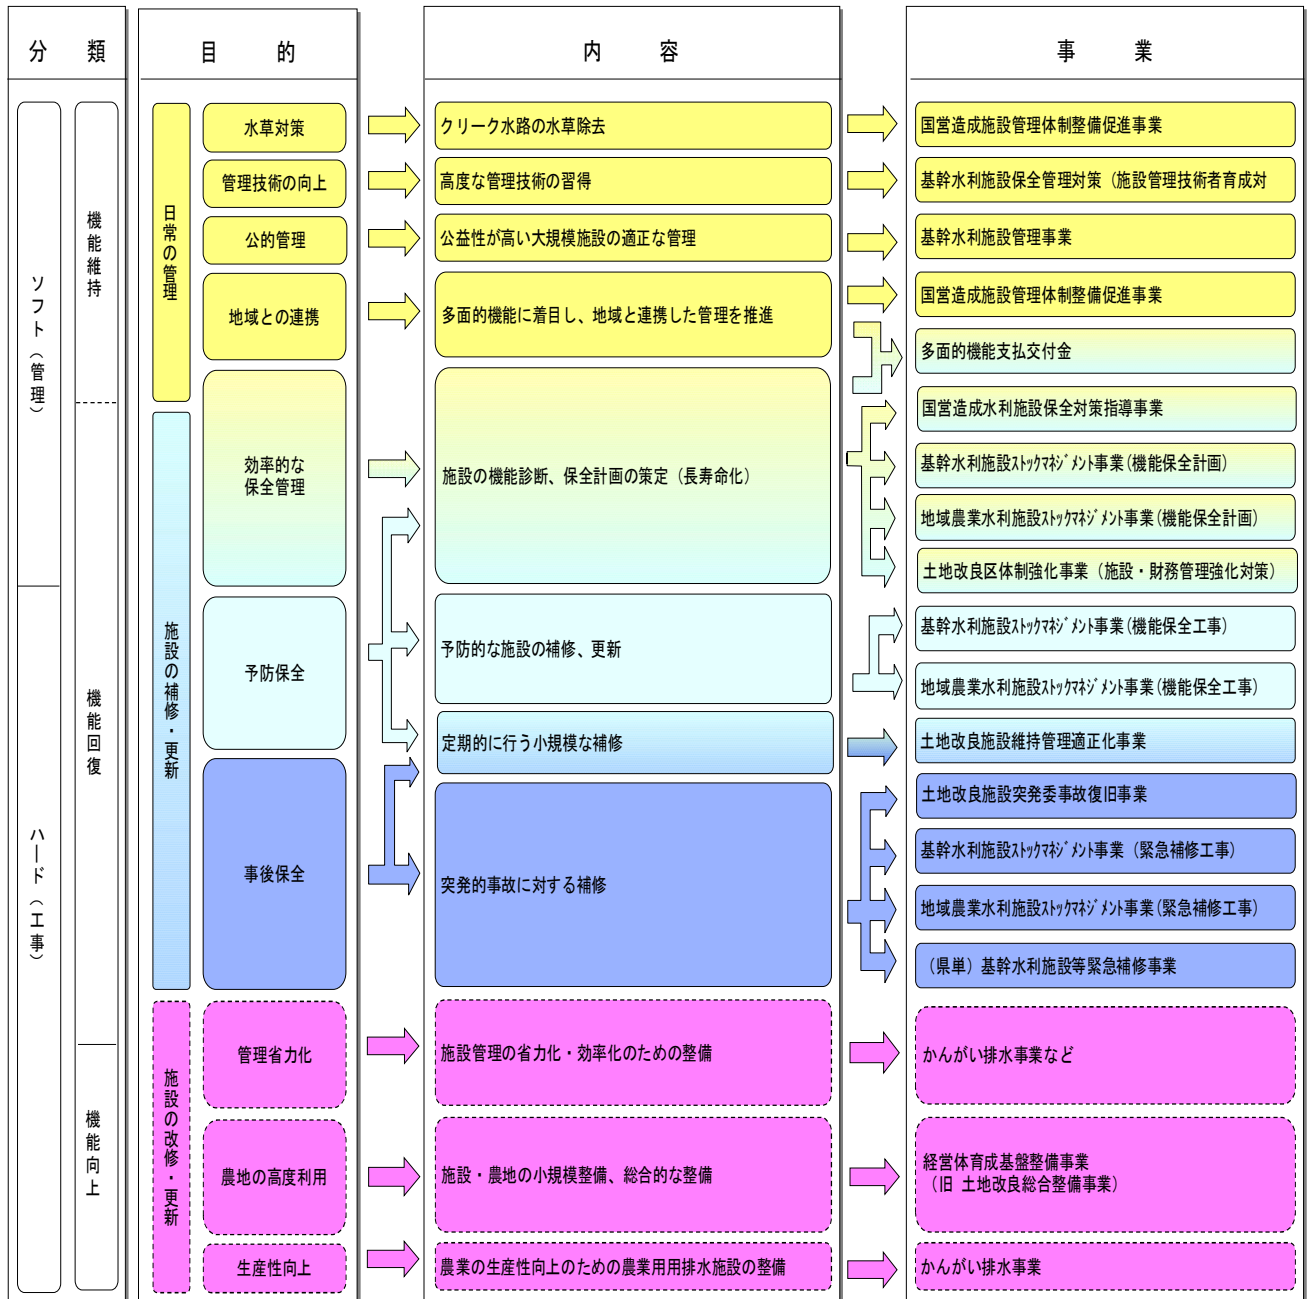 分 類
目 的
内 容
事 業
ソフト（管理）
ハード（工事）
機能維持
機能回復
機能向上
日常の管理
施設の補修・更新
施設の改修・更新
水草対策
クリーク水路の水草除去
国営造成施設管理体制整備促進事業
管理技術の向上
高度な管理技術の習得
基幹水利施設保全管理対策（施設管理技術者育成対
公的管理
公益性が高い大規模施設の適正な管理
基幹水利施設管理事業
地域との連携
多面的機能に着目し、地域と連携した管理を推進
国営造成施設管理体制整備促進事業
多面的機能支払交付金
効率的な
保全管理
施設の機能診断、保全計画の策定（長寿命化）
国営造成水利施設保全対策指導事業
基幹水利施設ｽﾄｯｸﾏﾈｼﾞﾒﾝﾄ事業(機能保全計画)
地域農業水利施設ｽﾄｯｸﾏﾈｼﾞﾒﾝﾄ事業(機能保全計画)
土地改良区体制強化事業（施設・財務管理強化対策）
予防保全
予防的な施設の補修、更新
基幹水利施設ｽﾄｯｸﾏﾈｼﾞﾒﾝﾄ事業(機能保全工事)
地域農業水利施設ｽﾄｯｸﾏﾈｼﾞﾒﾝﾄ事業(機能保全工事)
定期的に行う小規模な補修
土地改良施設維持管理適正化事業
事後保全
突発的事故に対する補修
土地改良施設突発委事故復旧事業
基幹水利施設ｽﾄｯｸﾏﾈｼﾞﾒﾝﾄ事業（緊急補修工事）
地域農業水利施設ｽﾄｯｸﾏﾈｼﾞﾒﾝﾄ事業(緊急補修工事)
（県単）基幹水利施設等緊急補修事業
管理省力化
施設管理の省力化・効率化のための整備
かんがい排水事業など
農地の高度利用
施設・農地の小規模整備、総合的な整備
経営体育成基盤整備事業
（旧 土地改良総合整備事業）
生産性向上
農業の生産性向上のための農業用用排水施設の整備
かんがい排水事業